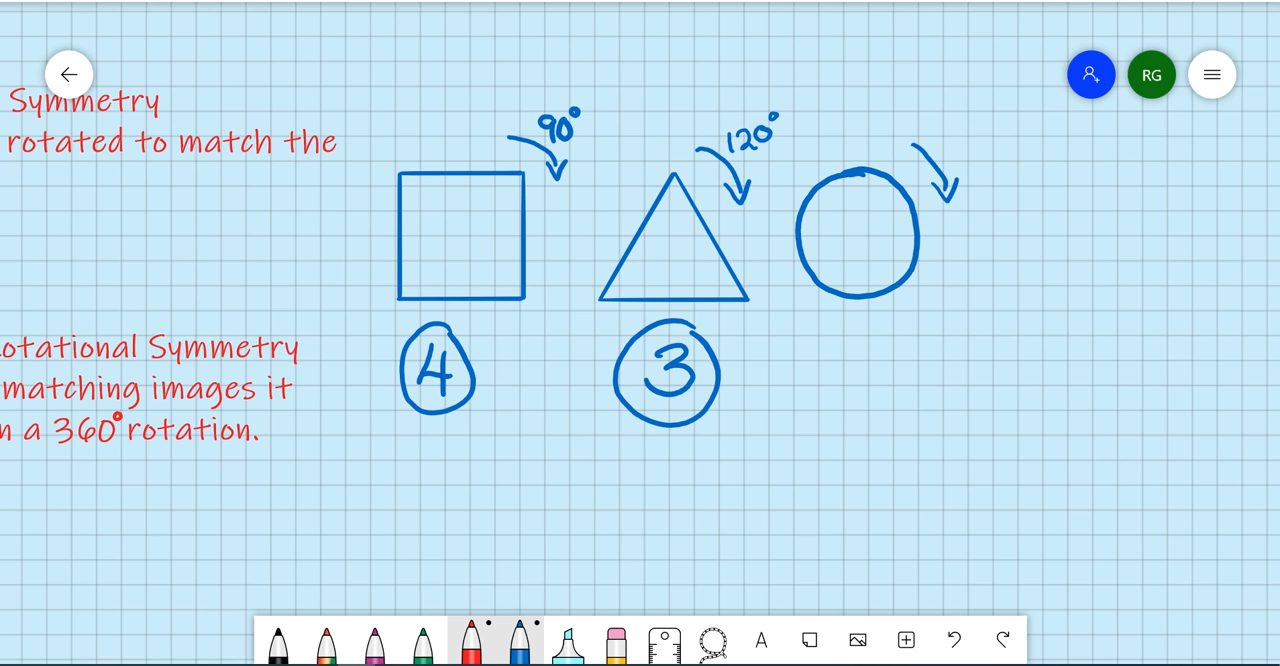 Symmetry
rotated to match the
90°
120°
RG
otational Symmetry
matching images it
n a 360° rotation.
4
3
A